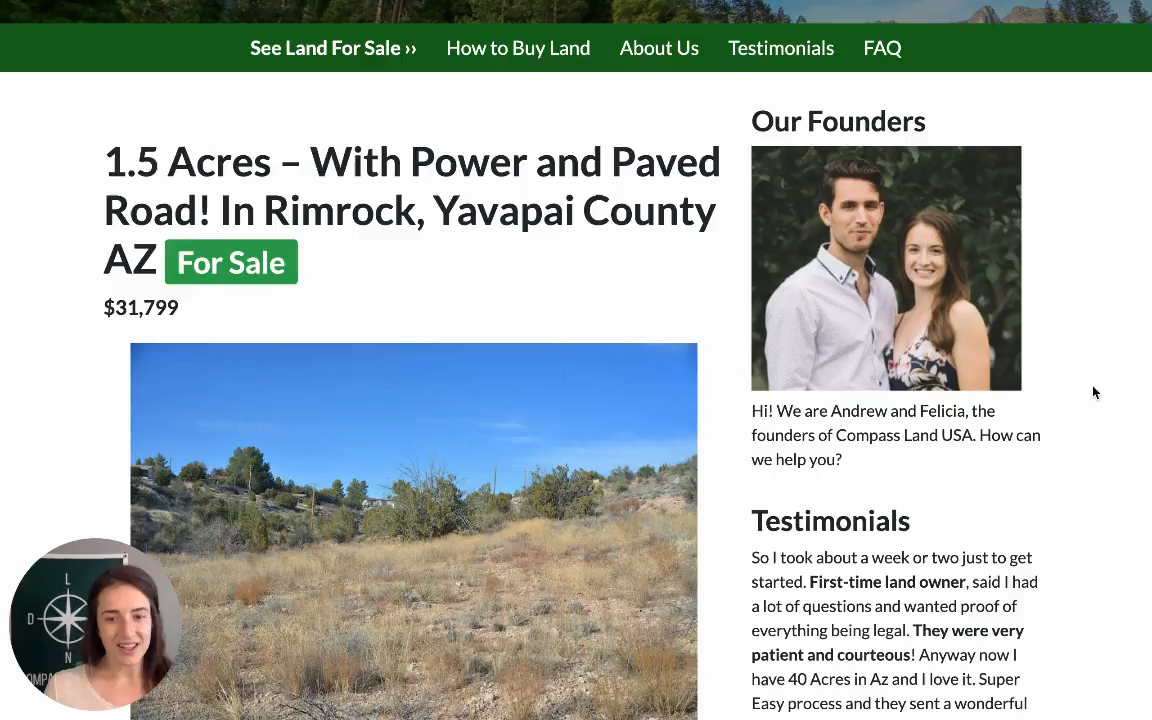 See Land For Sale ›› How to Buy Land About Us Testimonials FAQ
1.5 Acres – With Power and Paved
Road! In Rimrock, Yavapai County
AZ For Sale
$31,799
Our Founders
Hi! We are Andrew and Felicia, the
founders of Compass Land USA. How can
we help you?
Testimonials
So I took about a week or two just to get
started. First-time land owner, said I had
a lot of questions and wanted proof of
everything being legal. They were very
patient and courteous! Anyway now I
have 40 Acres in Az and I love it. Super
Easy process and they sent a wonderful
L
D
N